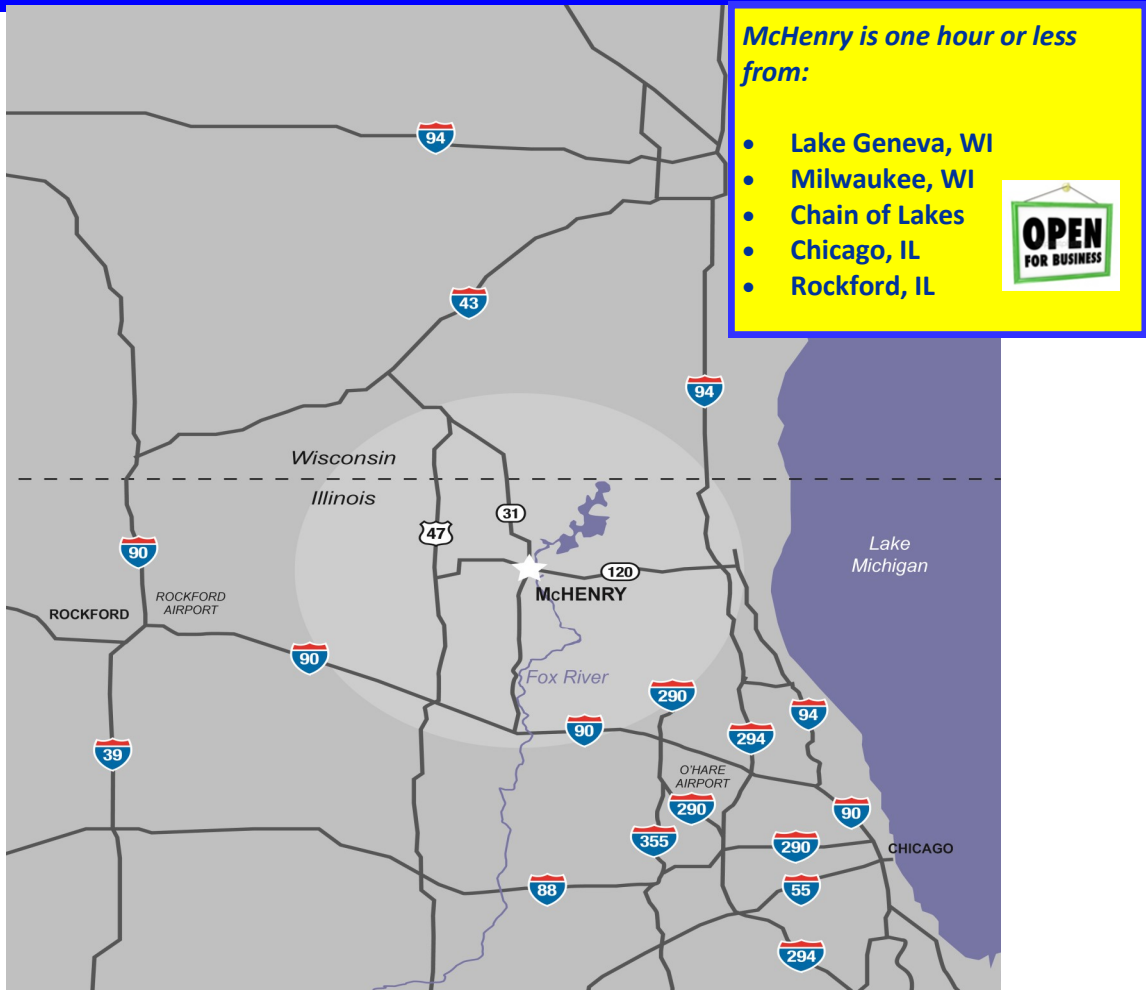 McHenry is one hour or less
from:
• Lake Geneva, WI
• Milwaukee, WI
• Chain of Lakes
• Chicago, IL
• Rockford, IL
OPEN
FOR BUSINESS
94
43
94
Wisconsin
Illinois
31
47
90
120
Lake
Michigan
McHENRY
ROCKFORD
ROCKFORD
AIRPORT
90
Fox River
290
94
90
294
39
O'HARE
AIRPORT
290
90
355
290
CHICAGO
88
55
294